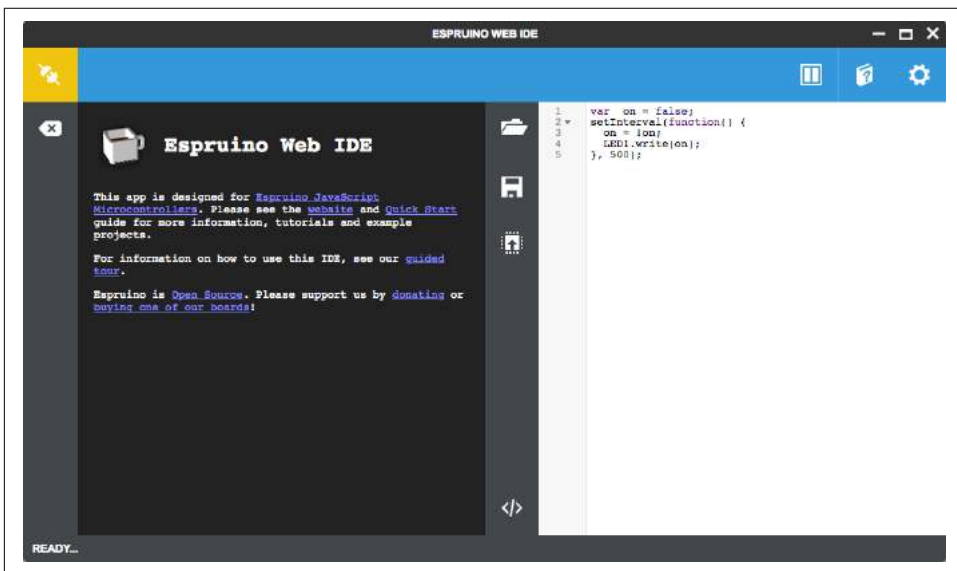 ESPRUINO WEB IDE
Espruino Web IDE
This app is designed for Espruino JavaScript
Microcontrollers. Please see the website and Quick Start
guide for more information, tutorials and example
projects.
For information on how to use this IDE, see our guided
tour.
Espruino is Open Source. Please support us by donating or
buying one of our boards!
1 var on = false;
2 setInterval(function() {
3 on = !on;
4 LED1.write(on);
5 }, 500);
</>
READY...